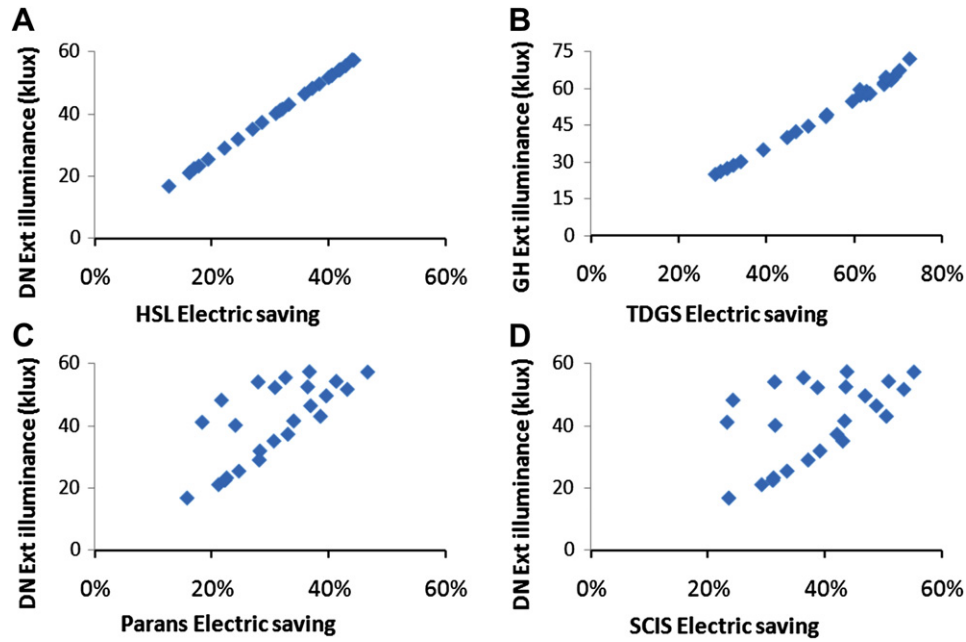 A
DN Ext illuminance (klux)
60
40
20
0
0% 20% 40% 60%
HSL Electric saving
B
GH Ext illuminance (klux)
75
60
45
30
15
0
0% 20% 40% 60% 80%
TDGS Electric saving
C
DN Ext illuminance (klux)
60
40
20
0
0% 20% 40% 60%
Parans Electric saving
D
DN Ext illuminance (klux)
60
40
20
0
0% 20% 40% 60%
SCIS Electric saving